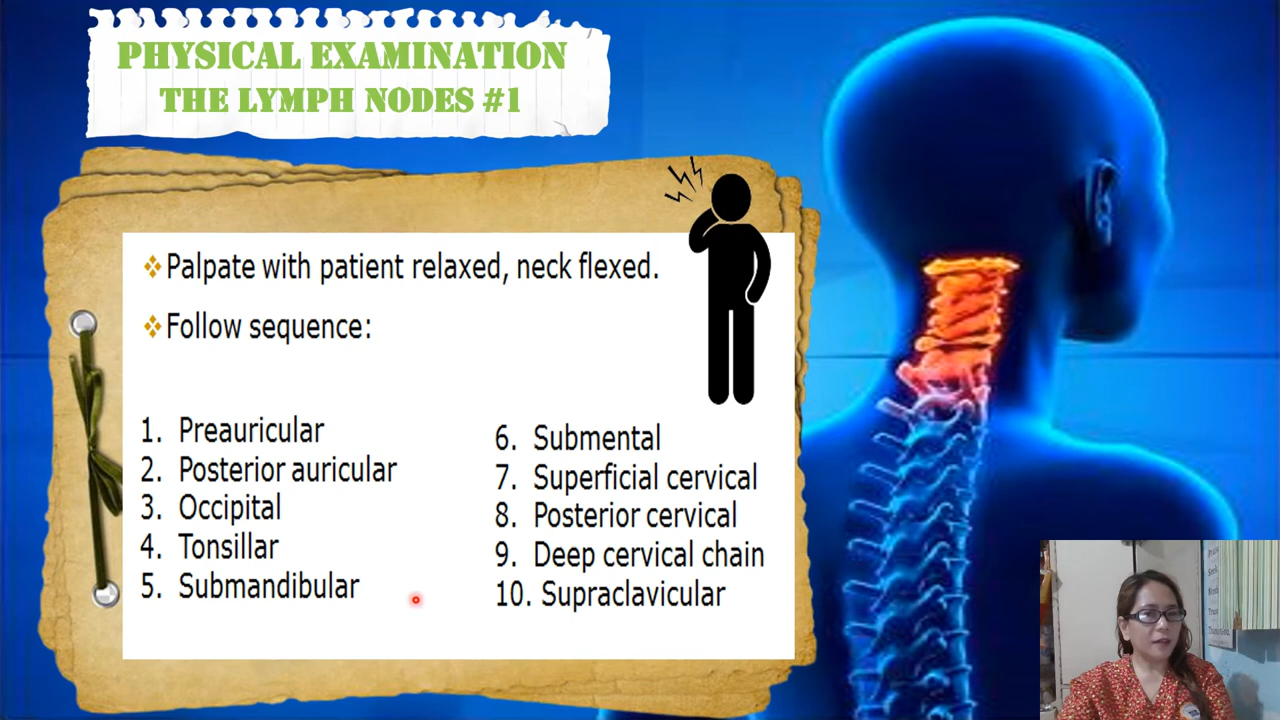 PHYSICAL EXAMINATION
THE LYMPH NODES #1
Palpate with patient relaxed, neck flexed.
Follow sequence:
1. Preauricular
2. Posterior auricular
3. Occipital
4. Tonsillar
5. Submandibular
6. Submental
7. Superficial cervical
8. Posterior cervical
9. Deep cervical chain
10. Supraclavicular